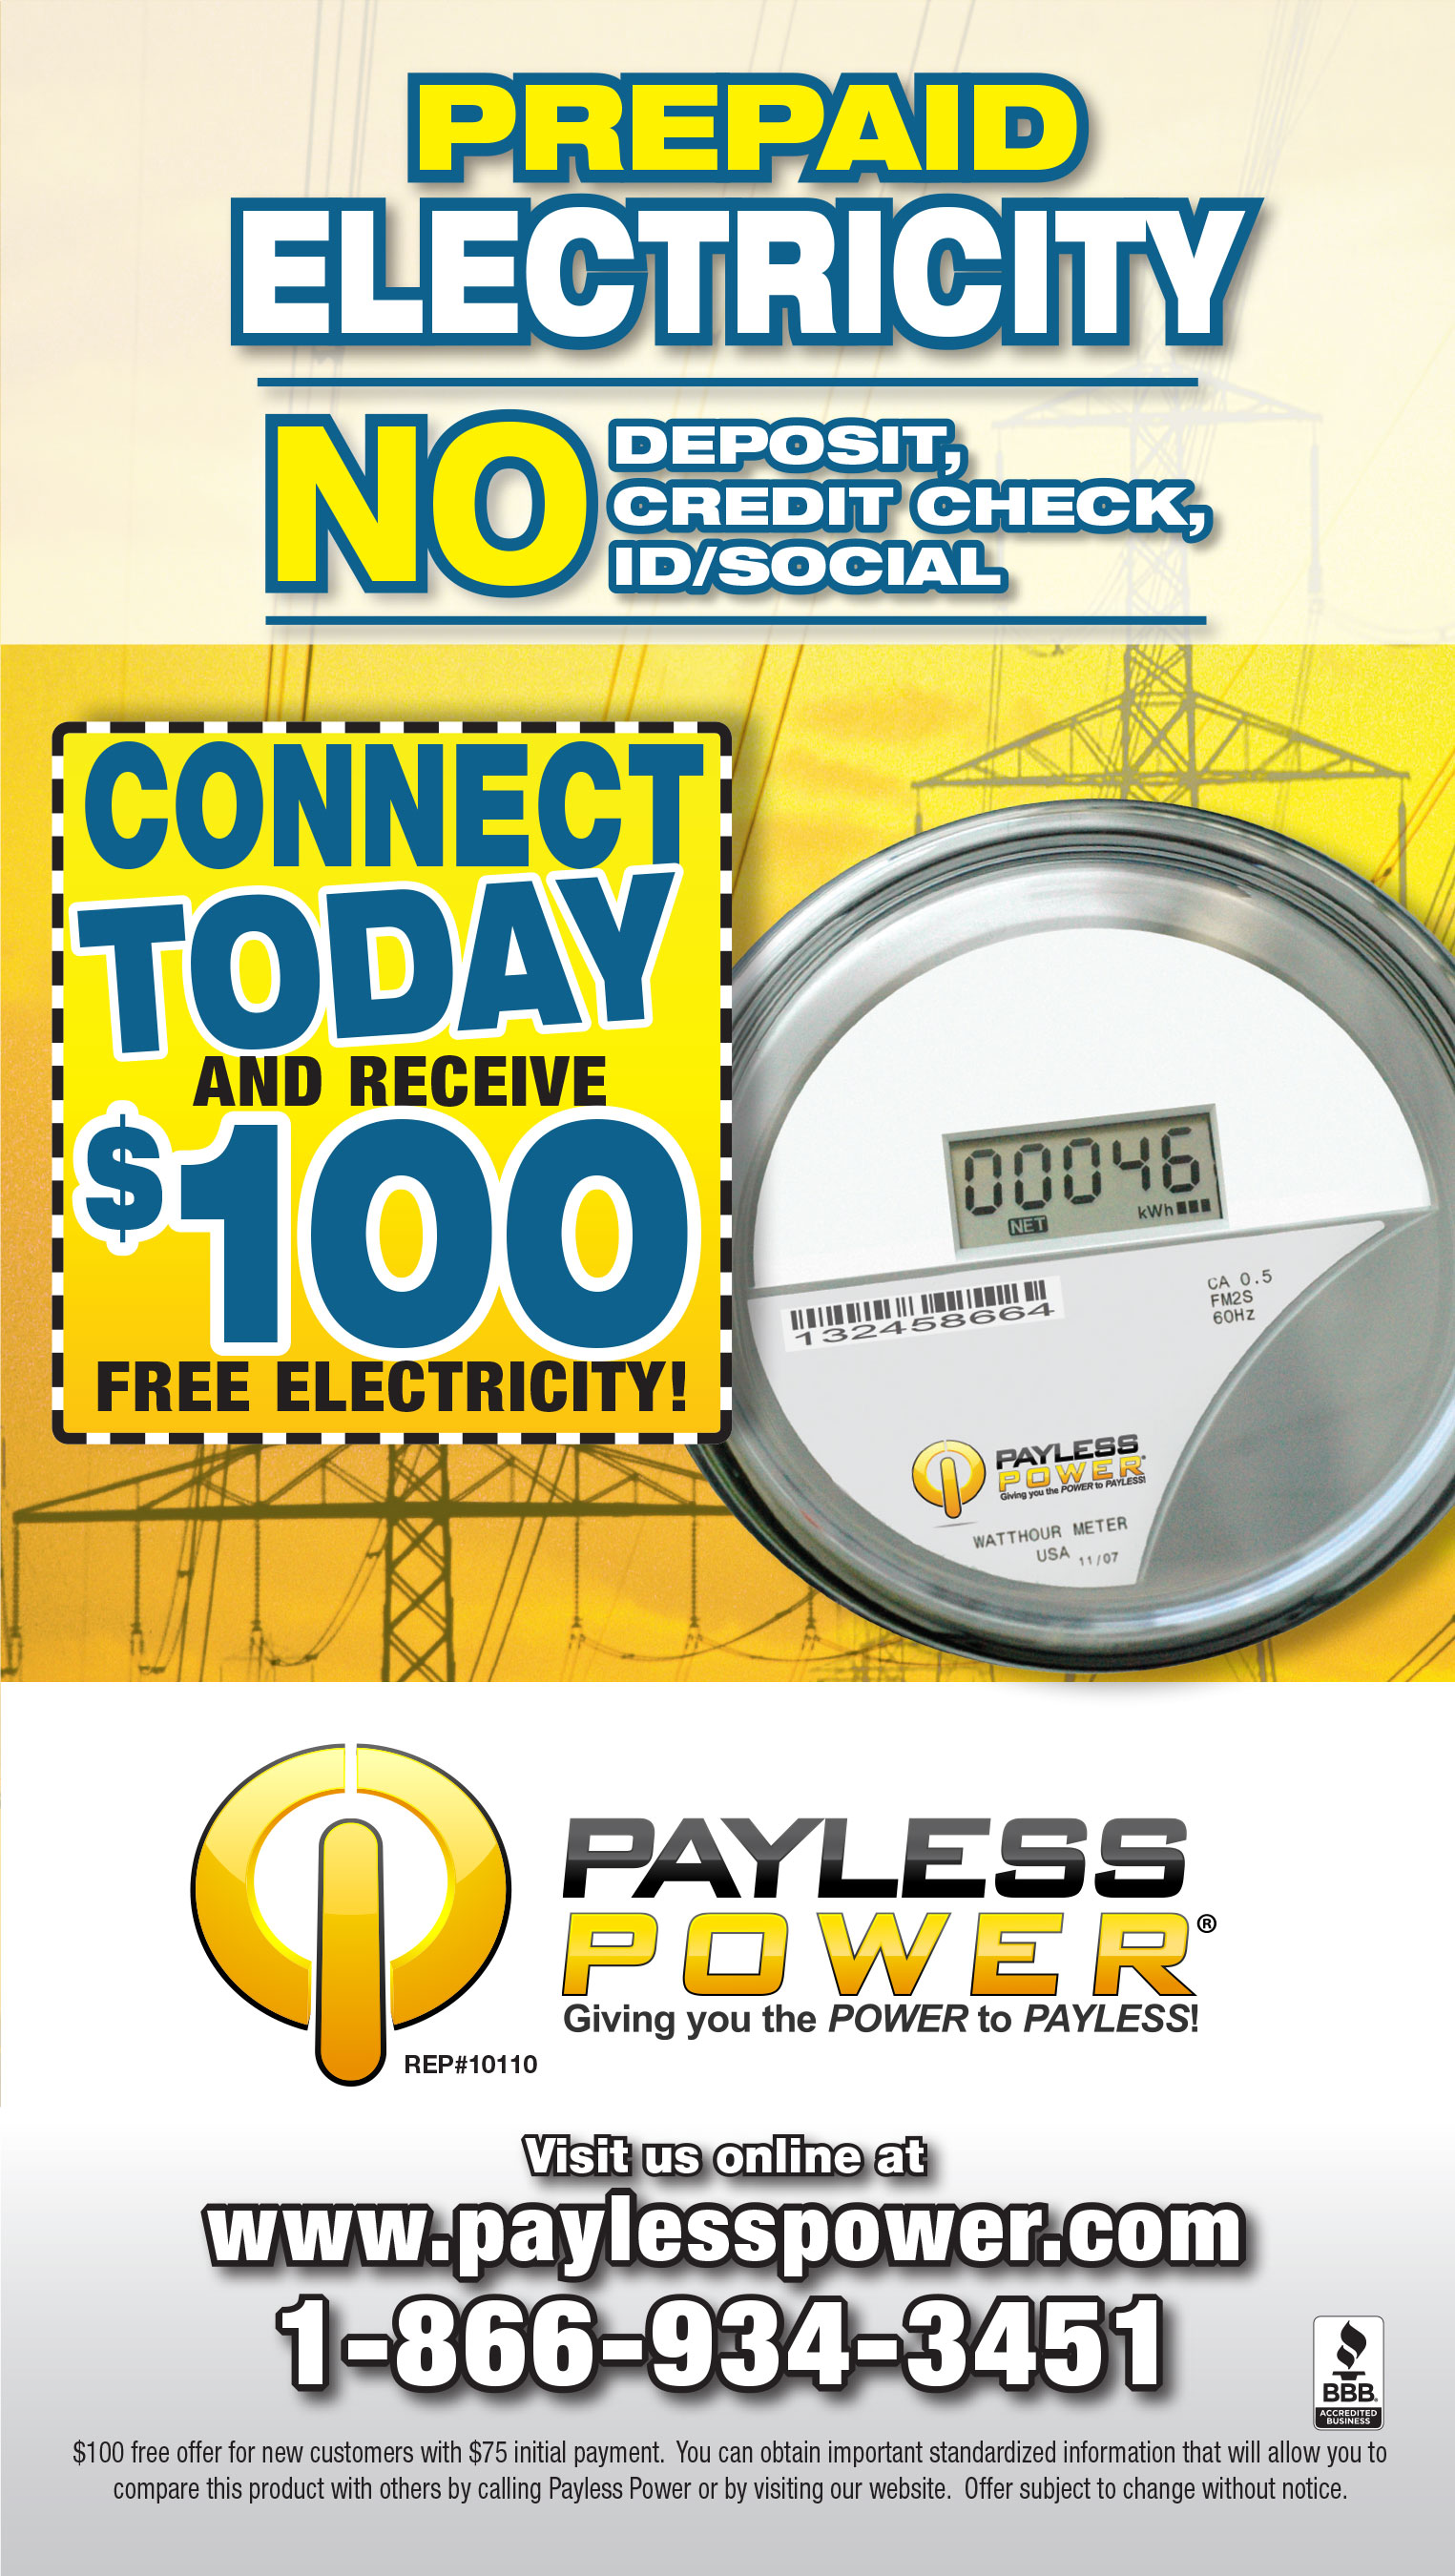 PREPAID
ELECTRICITY
NO DEPOSIT,
CREDIT CHECK,
ID/SOCIAL
CONNECT
TODAY
AND RECEIVE
$100
FREE ELECTRICITY!
00046
NET kWh
132458664
CA 0.5
FM2S
60HZ
PAYLESS
POWER
Giving you the POWER to PAYLESS!
WATTHOUR METER
USA 11/07
PAYLESS
POWER®
Giving you the POWER to PAYLESS!
REP#10110
Visit us online at
www.paylesspower.com
1-866-934-3451
BBB.
ACCREDITED
BUSINESS
$100 free offer for new customers with $75 initial payment. You can obtain important standardized information that will allow you to
compare this product with others by calling Payless Power or by visiting our website. Offer subject to change without notice.